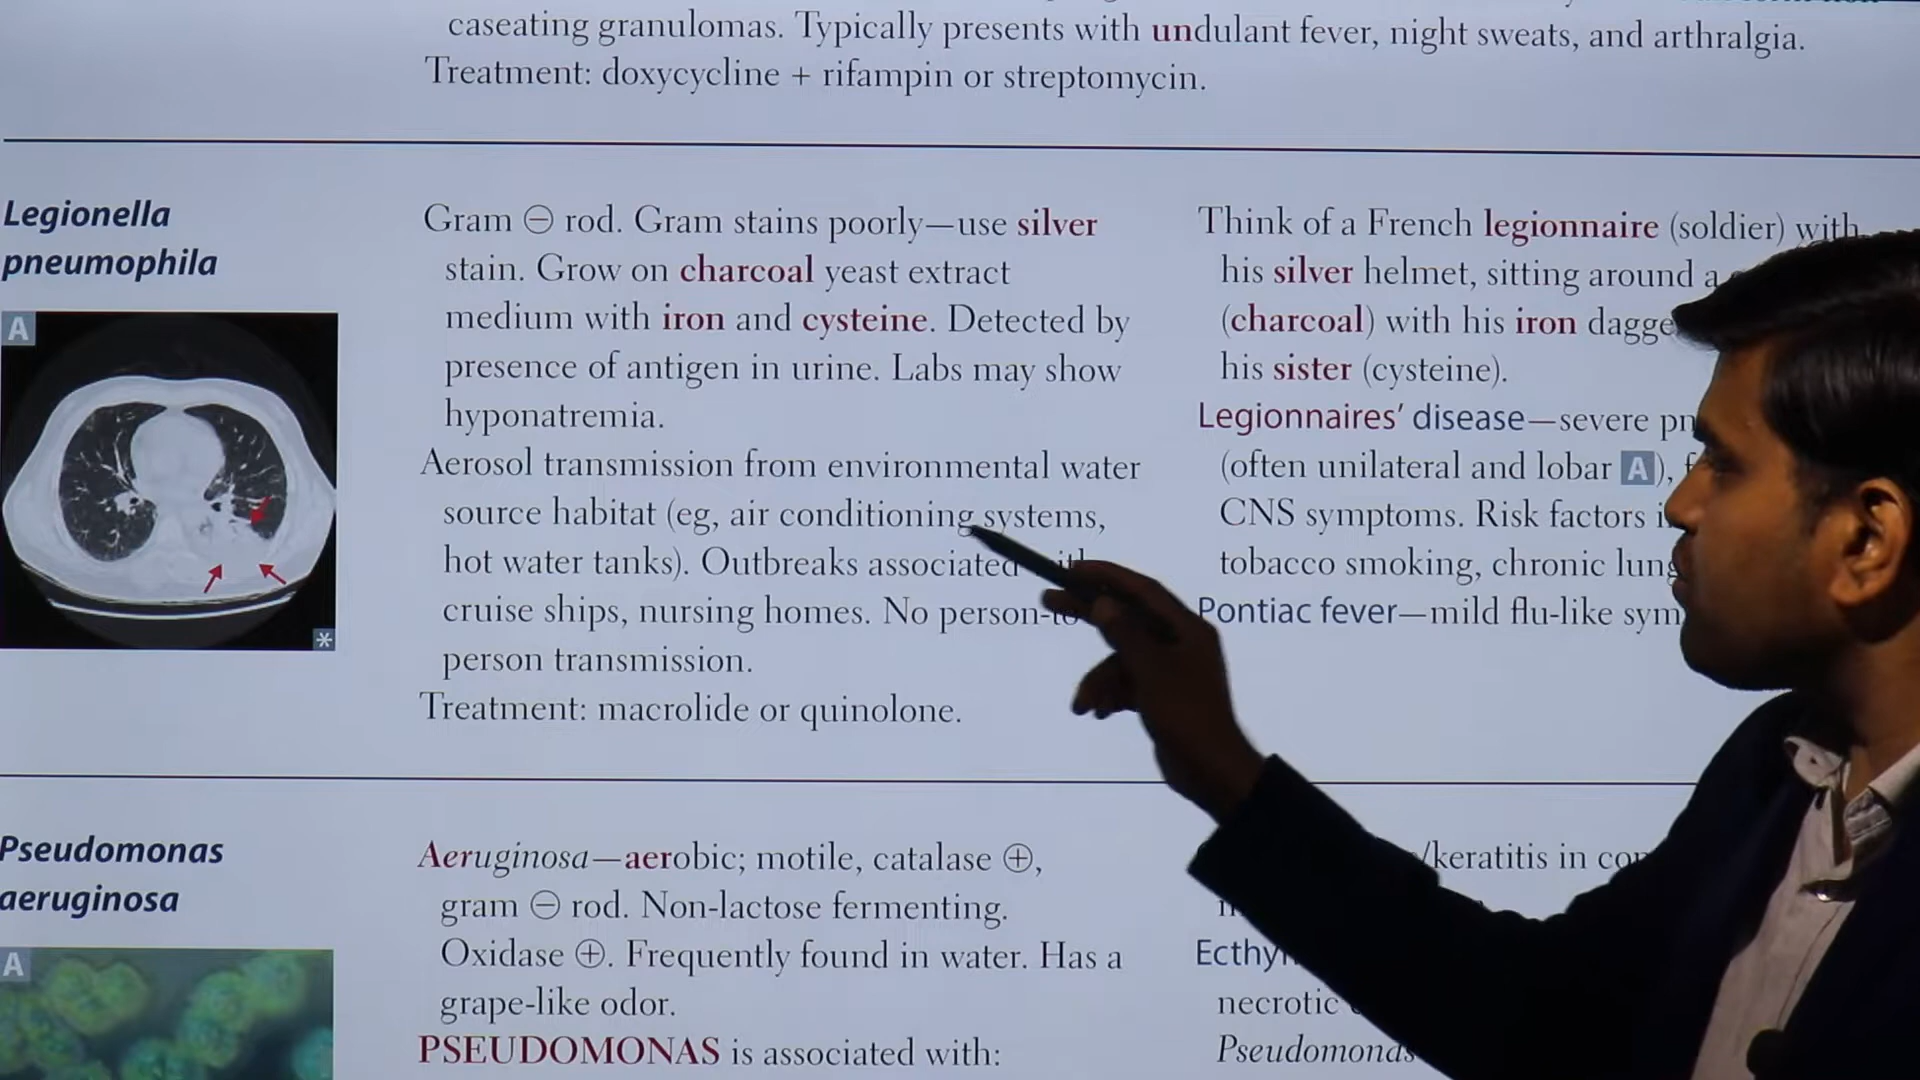 caseating granulomas. Typically presents with undulant fever, night sweats, and arthralgia.
Treatment: doxycycline + rifampin or streptomycin.
Legionella
pneumophila
A
Gram ⊖ rod. Gram stains poorly—use silver
stain. Grow on charcoal yeast extract
medium with iron and cysteine. Detected by
presence of antigen in urine. Labs may show
hyponatremia.
Aerosol transmission from environmental water
source habitat (eg, air conditioning systems,
hot water tanks). Outbreaks associated
cruise ships, nursing homes. No person-to-
person transmission.
Treatment: macrolide or quinolone.
Think of a French legionnaire (soldier) with
his silver helmet, sitting around a
(charcoal) with his iron
his sister (cysteine).
Legionnaires' disease—severe
(often unilateral and lobar A),
CNS symptoms. Risk factors
tobacco smoking, chronic lung
Pontiac fever—mild flu-like
Pseudomonas
aeruginosa
A
Aeruginosa—aerobic; motile, catalase ⊕,
gram ⊖ rod. Non-lactose fermenting.
Oxidase ⊕. Frequently found in water. Has a
grape-like odor.
PSEUDOMONAS is associated with:
/keratitis in
necrotic
Pseudomonas